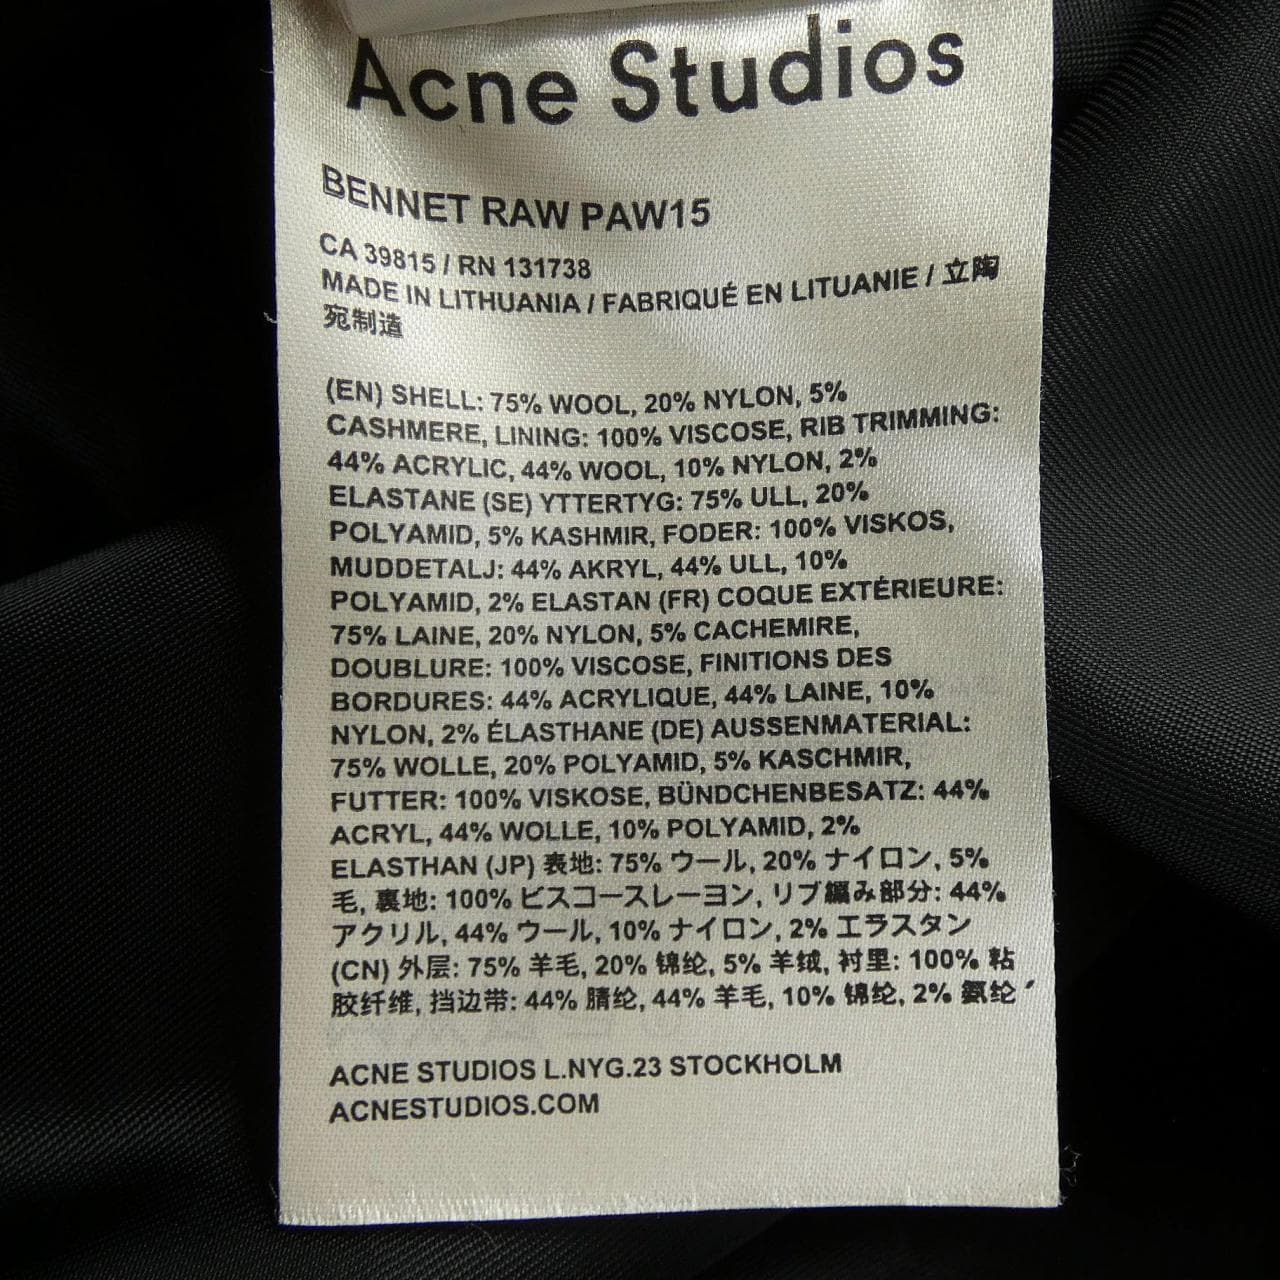 Acne Studios
BENNET RAW PAW15
CA 39815 / RN 131738
MADE IN LITHUANIA / FABRIQUÉ EN LITUANIE / 立陶
宛制造
(EN) SHELL: 75% WOOL, 20% NYLON, 5%
CASHMERE, LINING: 100% VISCOSE, RIB TRIMMING:
44% ACRYLIC, 44% WOOL, 10% NYLON, 2%
ELASTANE (SE) YTTERTYG: 75% ULL, 20%
POLYAMID, 5% KASHMIR, FODER: 100% VISKOS,
MUDDETALJ: 44% AKRYL, 44% ULL, 10%
POLYAMID, 2% ELASTAN (FR) COQUE EXTÉRIEURE:
75% LAINE, 20% NYLON, 5% CACHEMIRE,
DOUBLURE: 100% VISCOSE, FINITIONS DES
BORDURES: 44% ACRYLIQUE, 44% LAINE, 10%
NYLON, 2% ÉLASTHANE (DE) AUSSENMATERIAL:
75% WOLLE, 20% POLYAMID, 5% KASCHMIR,
FUTTER: 100% VISKOSE, BÜNDCHENBESATZ: 44%
ACRYL, 44% WOLLE, 10% POLYAMID, 2%
ELASTHAN (JP) 表地: 75% ウール, 20% ナイロン, 5%
毛, 裏地: 100% ビスコースレーヨン, リブ編み部分: 44%
アクリル, 44% ウール, 10% ナイロン, 2% エラスタン
(CN) 外层: 75% 羊毛, 20% 锦纶, 5% 羊绒, 衬里: 100% 粘
胶纤维, 挡边带: 44% 腈纶, 44% 羊毛, 10% 锦纶, 2% 氨纶
ACNE STUDIOS L.NYG.23 STOCKHOLM
ACNESTUDIOS.COM